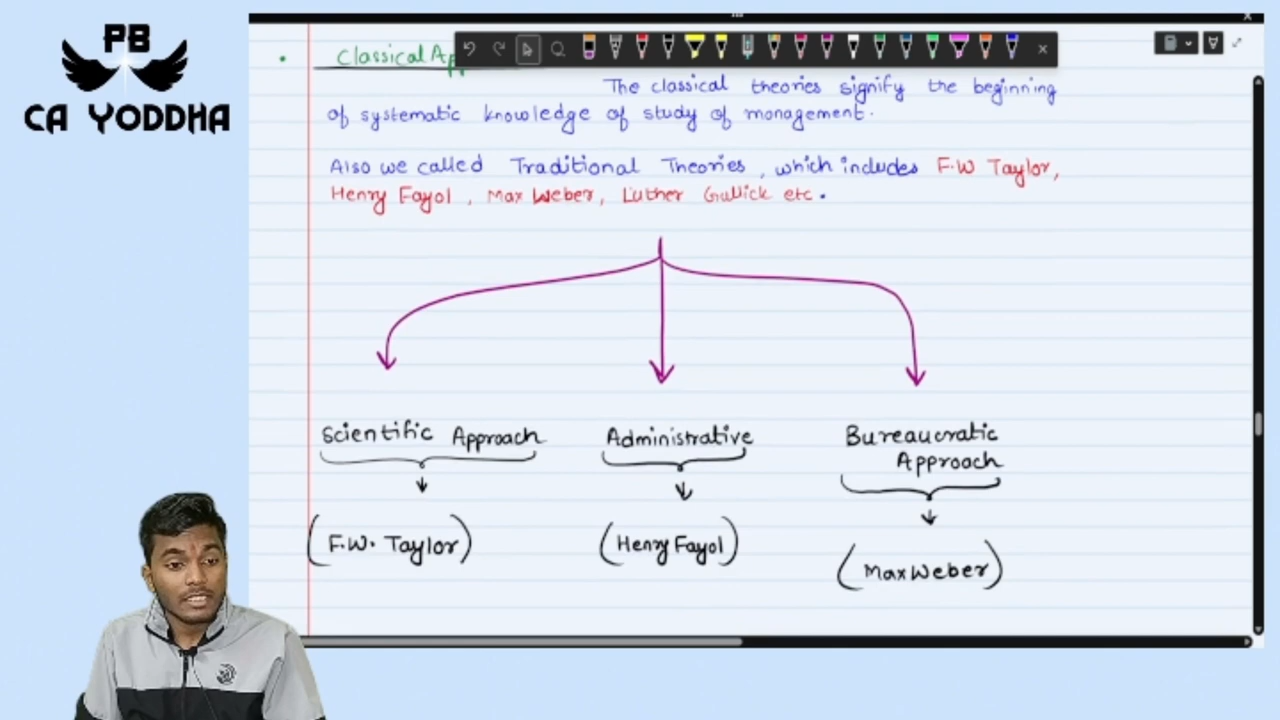 PB
CA YODDHA
Classical Ap
The classical theories signify the beginning
of systematic knowledge of study of management.
Also we called Traditional Theories, which includes F.W Taylor,
Henry Fayol, Max Weber, Luther Gullick etc.
Scientific Approach
Administrative
Bureaucratic
Approach
(F.W. Taylor)
(Henry Fayol)
(Max Weber)